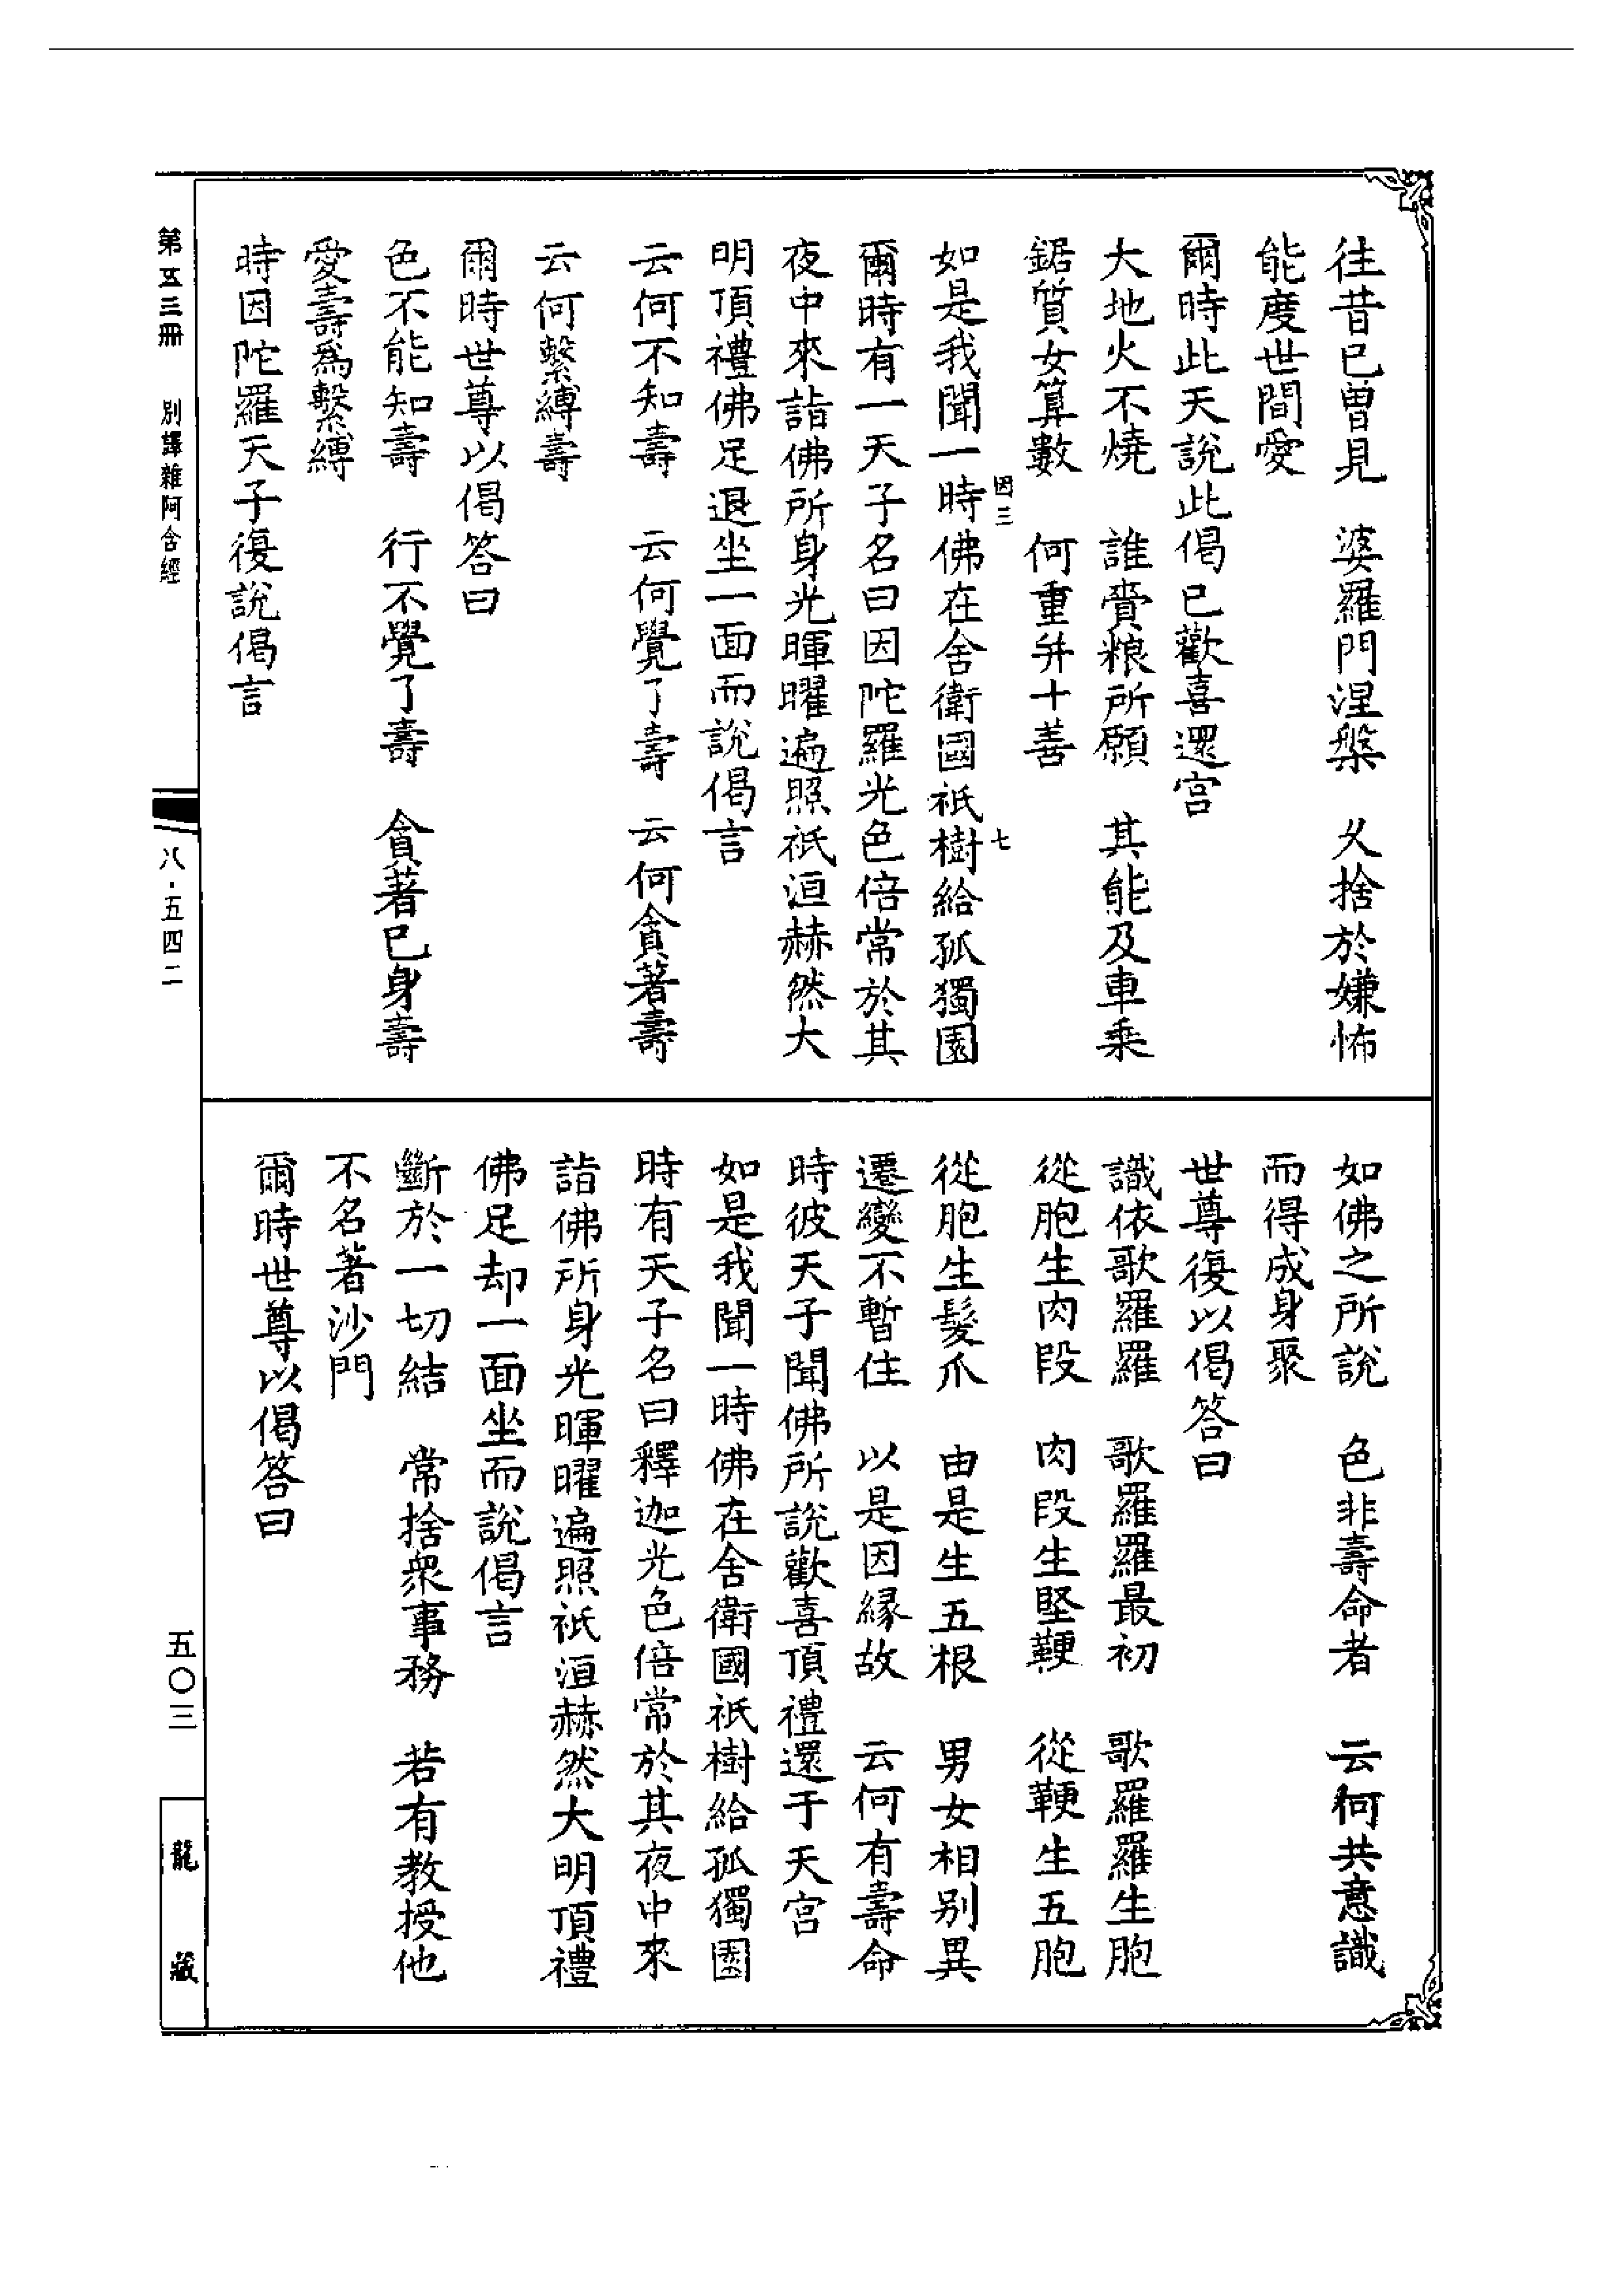 往昔已曾見　婆羅門涅槃　久捨於嫌怖
能度世間愛
爾時此天說此偈已歡喜還宮
大地火不燒　誰賷粮所願　其能及車乘
鋸質女算數　何重并十善
因三　七
如是我聞一時佛在舍衛國祇樹給孤獨園
爾時有一天子名曰因陀羅光色倍常於其
夜中來詣佛所身光暉曜遍照祇洹赫然大
明頂禮佛足退坐一面而說偈言
云何不知壽　云何覺了壽　云何貪著壽
云何繫縛壽
爾時世尊以偈答曰
色不能知壽　行不覺了壽　貪著已身壽
愛壽爲繫縛
時因陀羅天子復說偈言
如佛之所說　色非壽命者　云何共意識
而得成身聚
世尊復以偈答曰
識依歌羅羅　歌羅羅最初　歌羅羅生胞
從胞生肉段　肉段生堅鞕　從鞕生五胞
從胞生髮爪　由是生五根　男女相別異
遷變不暫住　以是因緣故　云何有壽命
時彼天子聞佛所說歡喜頂禮還于天宮
如是我聞一時佛在舍衛國祇樹給孤獨園
時有天子名曰釋迦光色倍常於其夜中來
詣佛所身光暉曜遍照祇洹赫然大明頂禮
佛足却一面坐而說偈言
斷於一切結　常捨衆事務　若有教授他
不名著沙門
爾時世尊以偈答曰
第五三冊　別譯雜阿含經
八·五四二
五〇三
龍藏